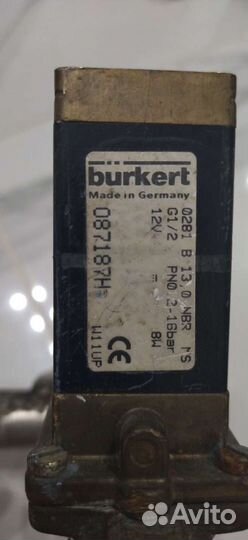 bürkert
Made in Germany
0281 B 13,0 NBR MS
G1/2 PN0,2-16bar
12V 8W
087187H
W11UP
CE
Avito